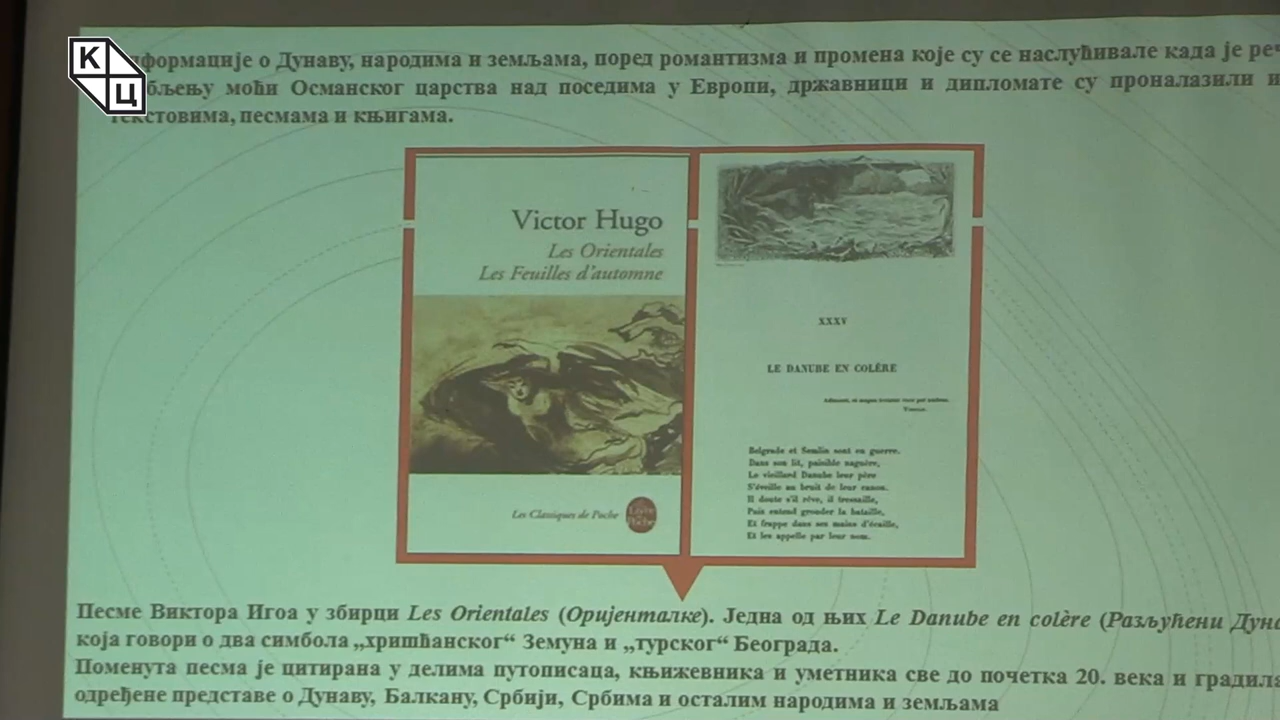 К
Ц
формације о Дунаву, народима и земљама, поред романтизма и промена које су се наслућивале када је реч
бљењу моћи Османског царства над поседима у Европи, државници и дипломате су проналазили и
текстовима, песмама и књигама.
Victor Hugo
Les Orientales
Les Feuilles d'automne
Les Classiques de Poche
Le Livre de Poche
XXXV
LE DANUBE EN COLÈRE
Belgrade et Semlin sont en guerre.
Dans son lit, paisible naguère,
Le vieillard Danube leur père
S'éveille au bruit de leur canon.
Il doute s'il rêve, il tressaille,
Puis entend gronder la bataille,
Et frappe dans ses mains d'écaille,
Et les appelle par leur nom.
Песме Виктора Игоа у збирци Les Orientales (Оријенталке). Једна од њих Le Danube en colère (Разљућени Дуна
која говори о два симбола „хришћанског“ Земуна и „турског“ Београда.
Поменута песма је цитирана у делима путописаца, књижевника и уметника све до почетка 20. века и градила
одређене представе о Дунаву, Балкану, Србији, Србима и осталим народима и земљама